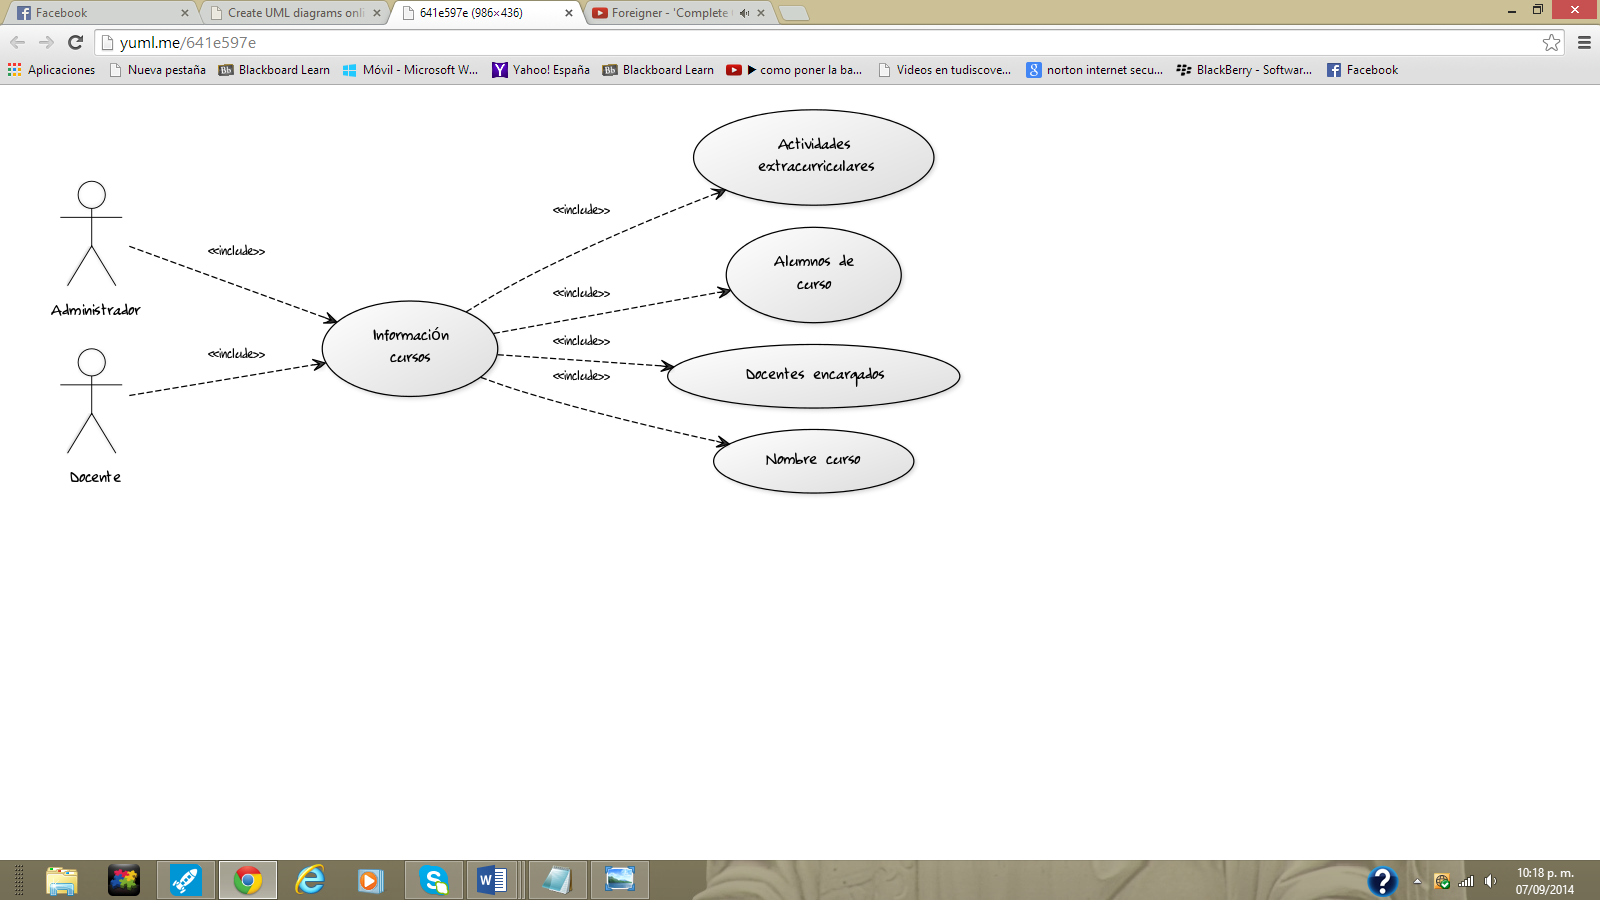 Facebook
Create UML diagrams onli
641e597e (986×436)
Foreigner - 'Complete
yuml.me/641e597e
Aplicaciones
Nueva pestaña
Blackboard Learn
Móvil - Microsoft W...
Yahoo! España
Blackboard Learn
▶ como poner la ba...
Videos en tudiscove...
norton internet secu...
BlackBerry - Softwar...
Facebook
Actividades
extracurriculares
<<include>>
<<include>>
Alumnos de
curso
<<include>>
Administrador
InformaciÓn
cursos
<<include>>
<<include>>
Docentes encargados
<<include>>
Nombre curso
Docente
10:18 p. m.
07/09/2014